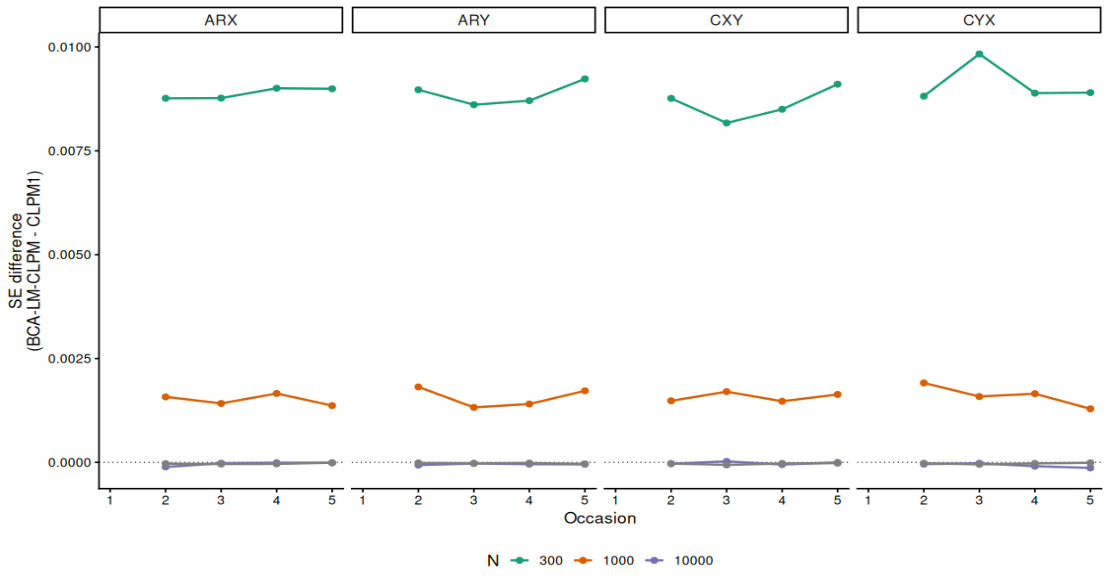 ARX ARY CXY CYX
SE difference
(BCA-LM-CLPM - CLPM1)
0.0100
0.0075
0.0050
0.0025
0.0000
1 2 3 4 5 1 2 3 4 5 1 2 3 4 5 1 2 3 4 5
Occasion
N 300 1000 10000